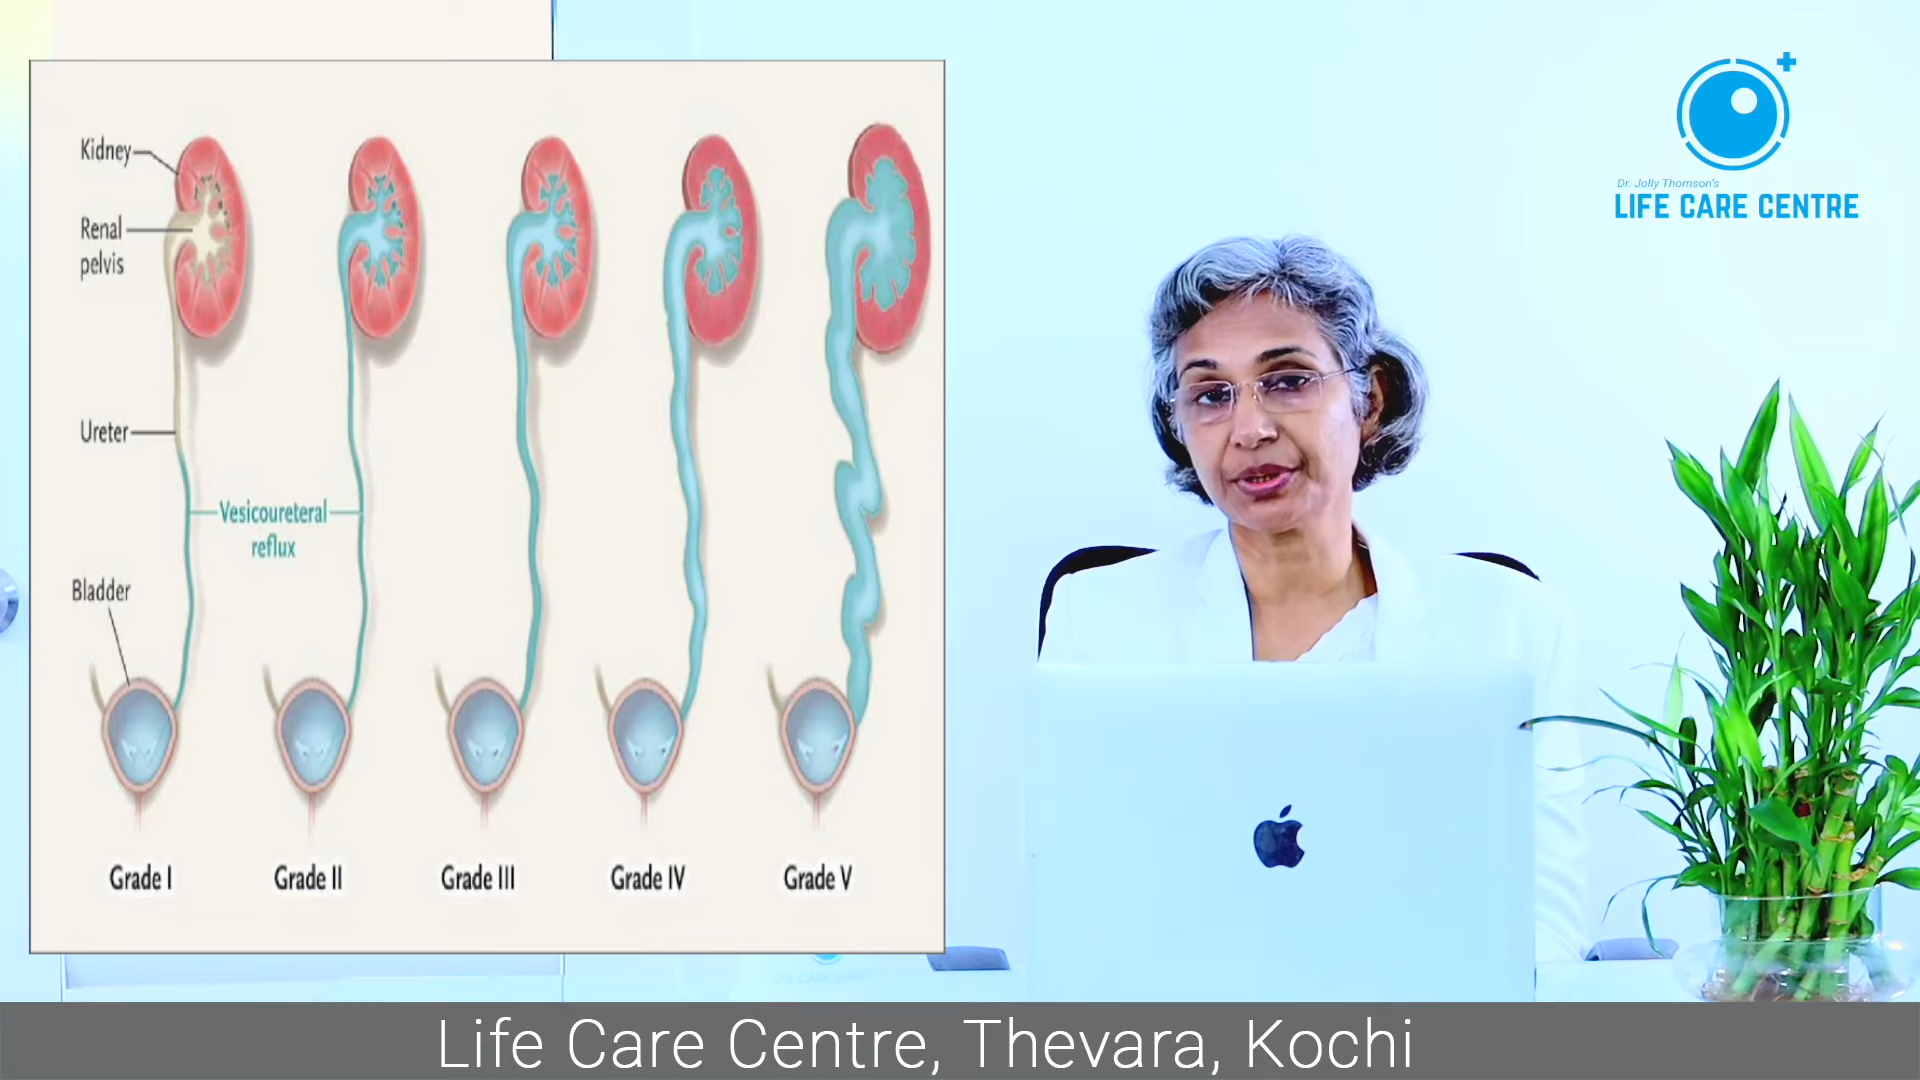 Kidney
Renal
pelvis
Ureter
Vesicoureteral
reflux
Bladder
Grade I
Grade II
Grade III
Grade IV
Grade V
Dr. Jolly Thomson's
LIFE CARE CENTRE
Life Care Centre, Thevara, Kochi